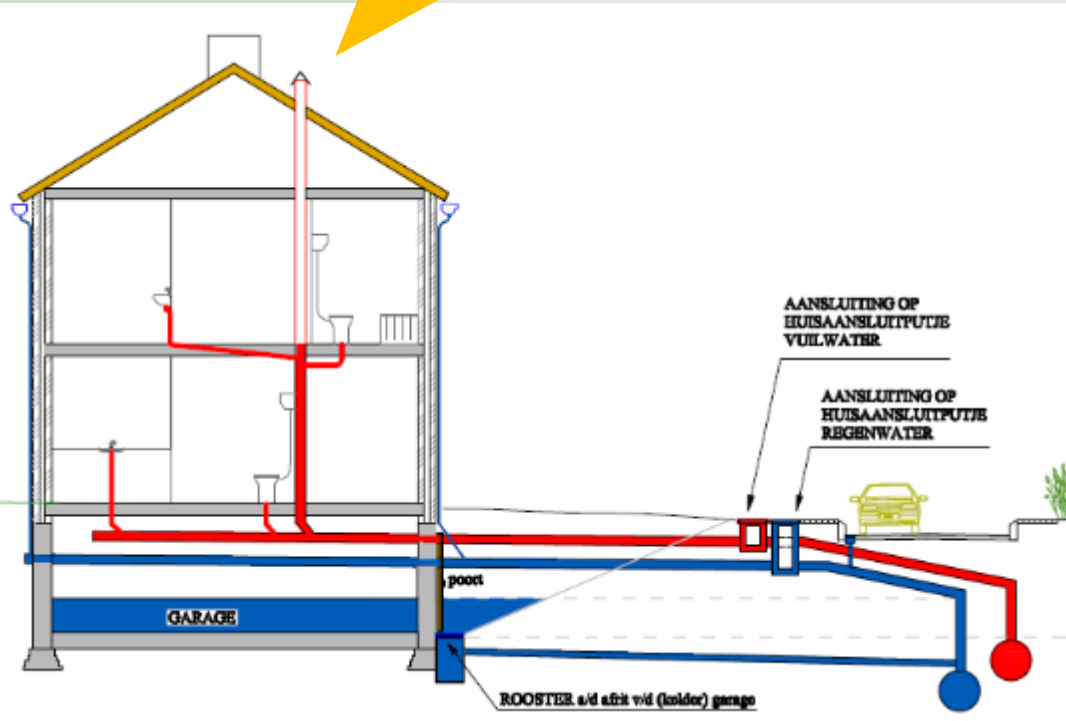 AANSLUITING OP
HUISAANSLUITPUTJE
VUILWATER
AANSLUITING OP
HUISAANSLUITPUTJE
REGENWATER
poort
GARAGE
ROOSTER a/d afrit v/d (kelder) garage